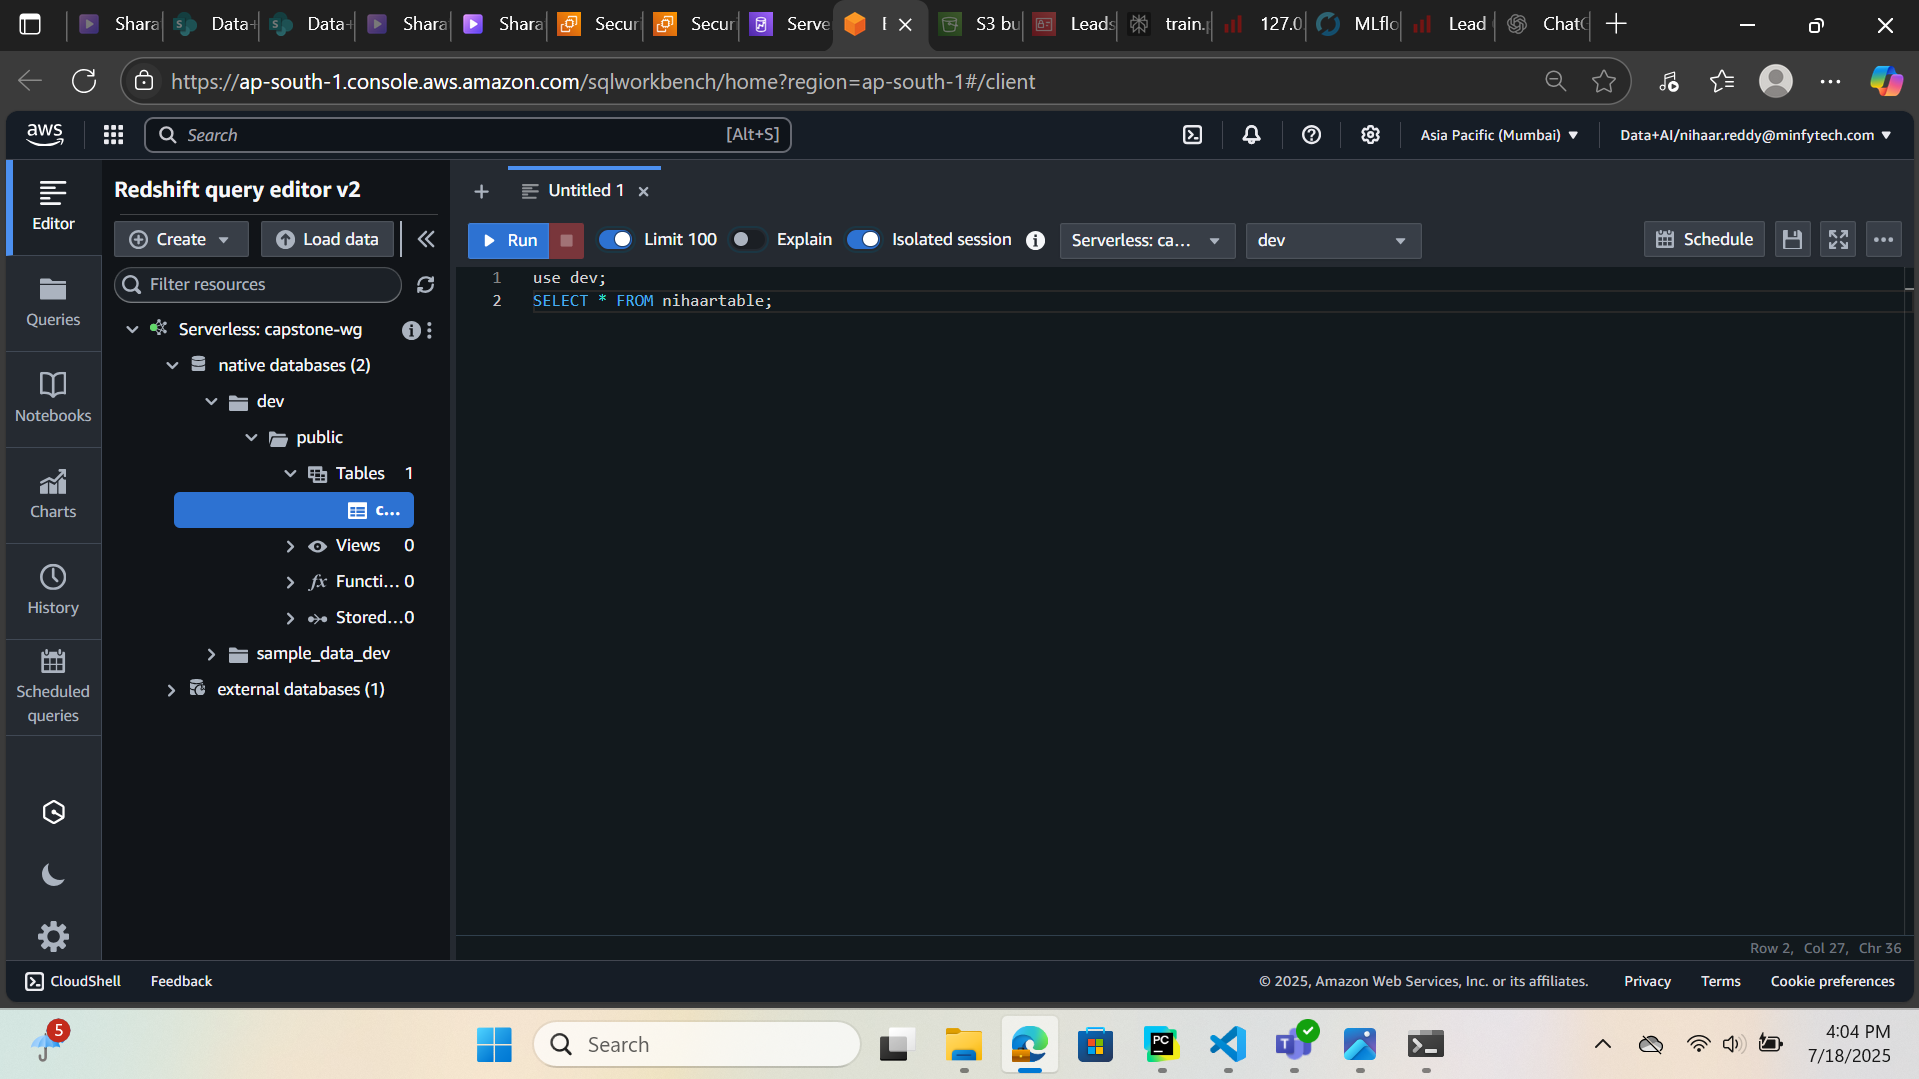 Shara
Data+
Data+
Shara
Shara
Secur
Secur
Serve
S3 bu
Leads
train.p
127.0
MLflo
Lead
ChatG
https://ap-south-1.console.aws.amazon.com/sqlworkbench/home?region=ap-south-1#/client
aws
Search
[Alt+S]
Asia Pacific (Mumbai)
Data+AI/nihaar.reddy@minfytech.com
Editor
Queries
Notebooks
Charts
History
Scheduled
queries
Redshift query editor v2
Create
Load data
Filter resources
Serverless: capstone-wg
native databases (2)
dev
public
Tables 1
c...
Views 0
Functi... 0
Stored...0
sample_data_dev
external databases (1)
Untitled 1
Run
Limit 100
Explain
Isolated session
Serverless: ca...
dev
Schedule
1 use dev;
2 SELECT * FROM nihaartable;
Row 2, Col 27, Chr 36
CloudShell
Feedback
© 2025, Amazon Web Services, Inc. or its affiliates.
Privacy
Terms
Cookie preferences
5
Search
PC
T
4:04 PM
7/18/2025